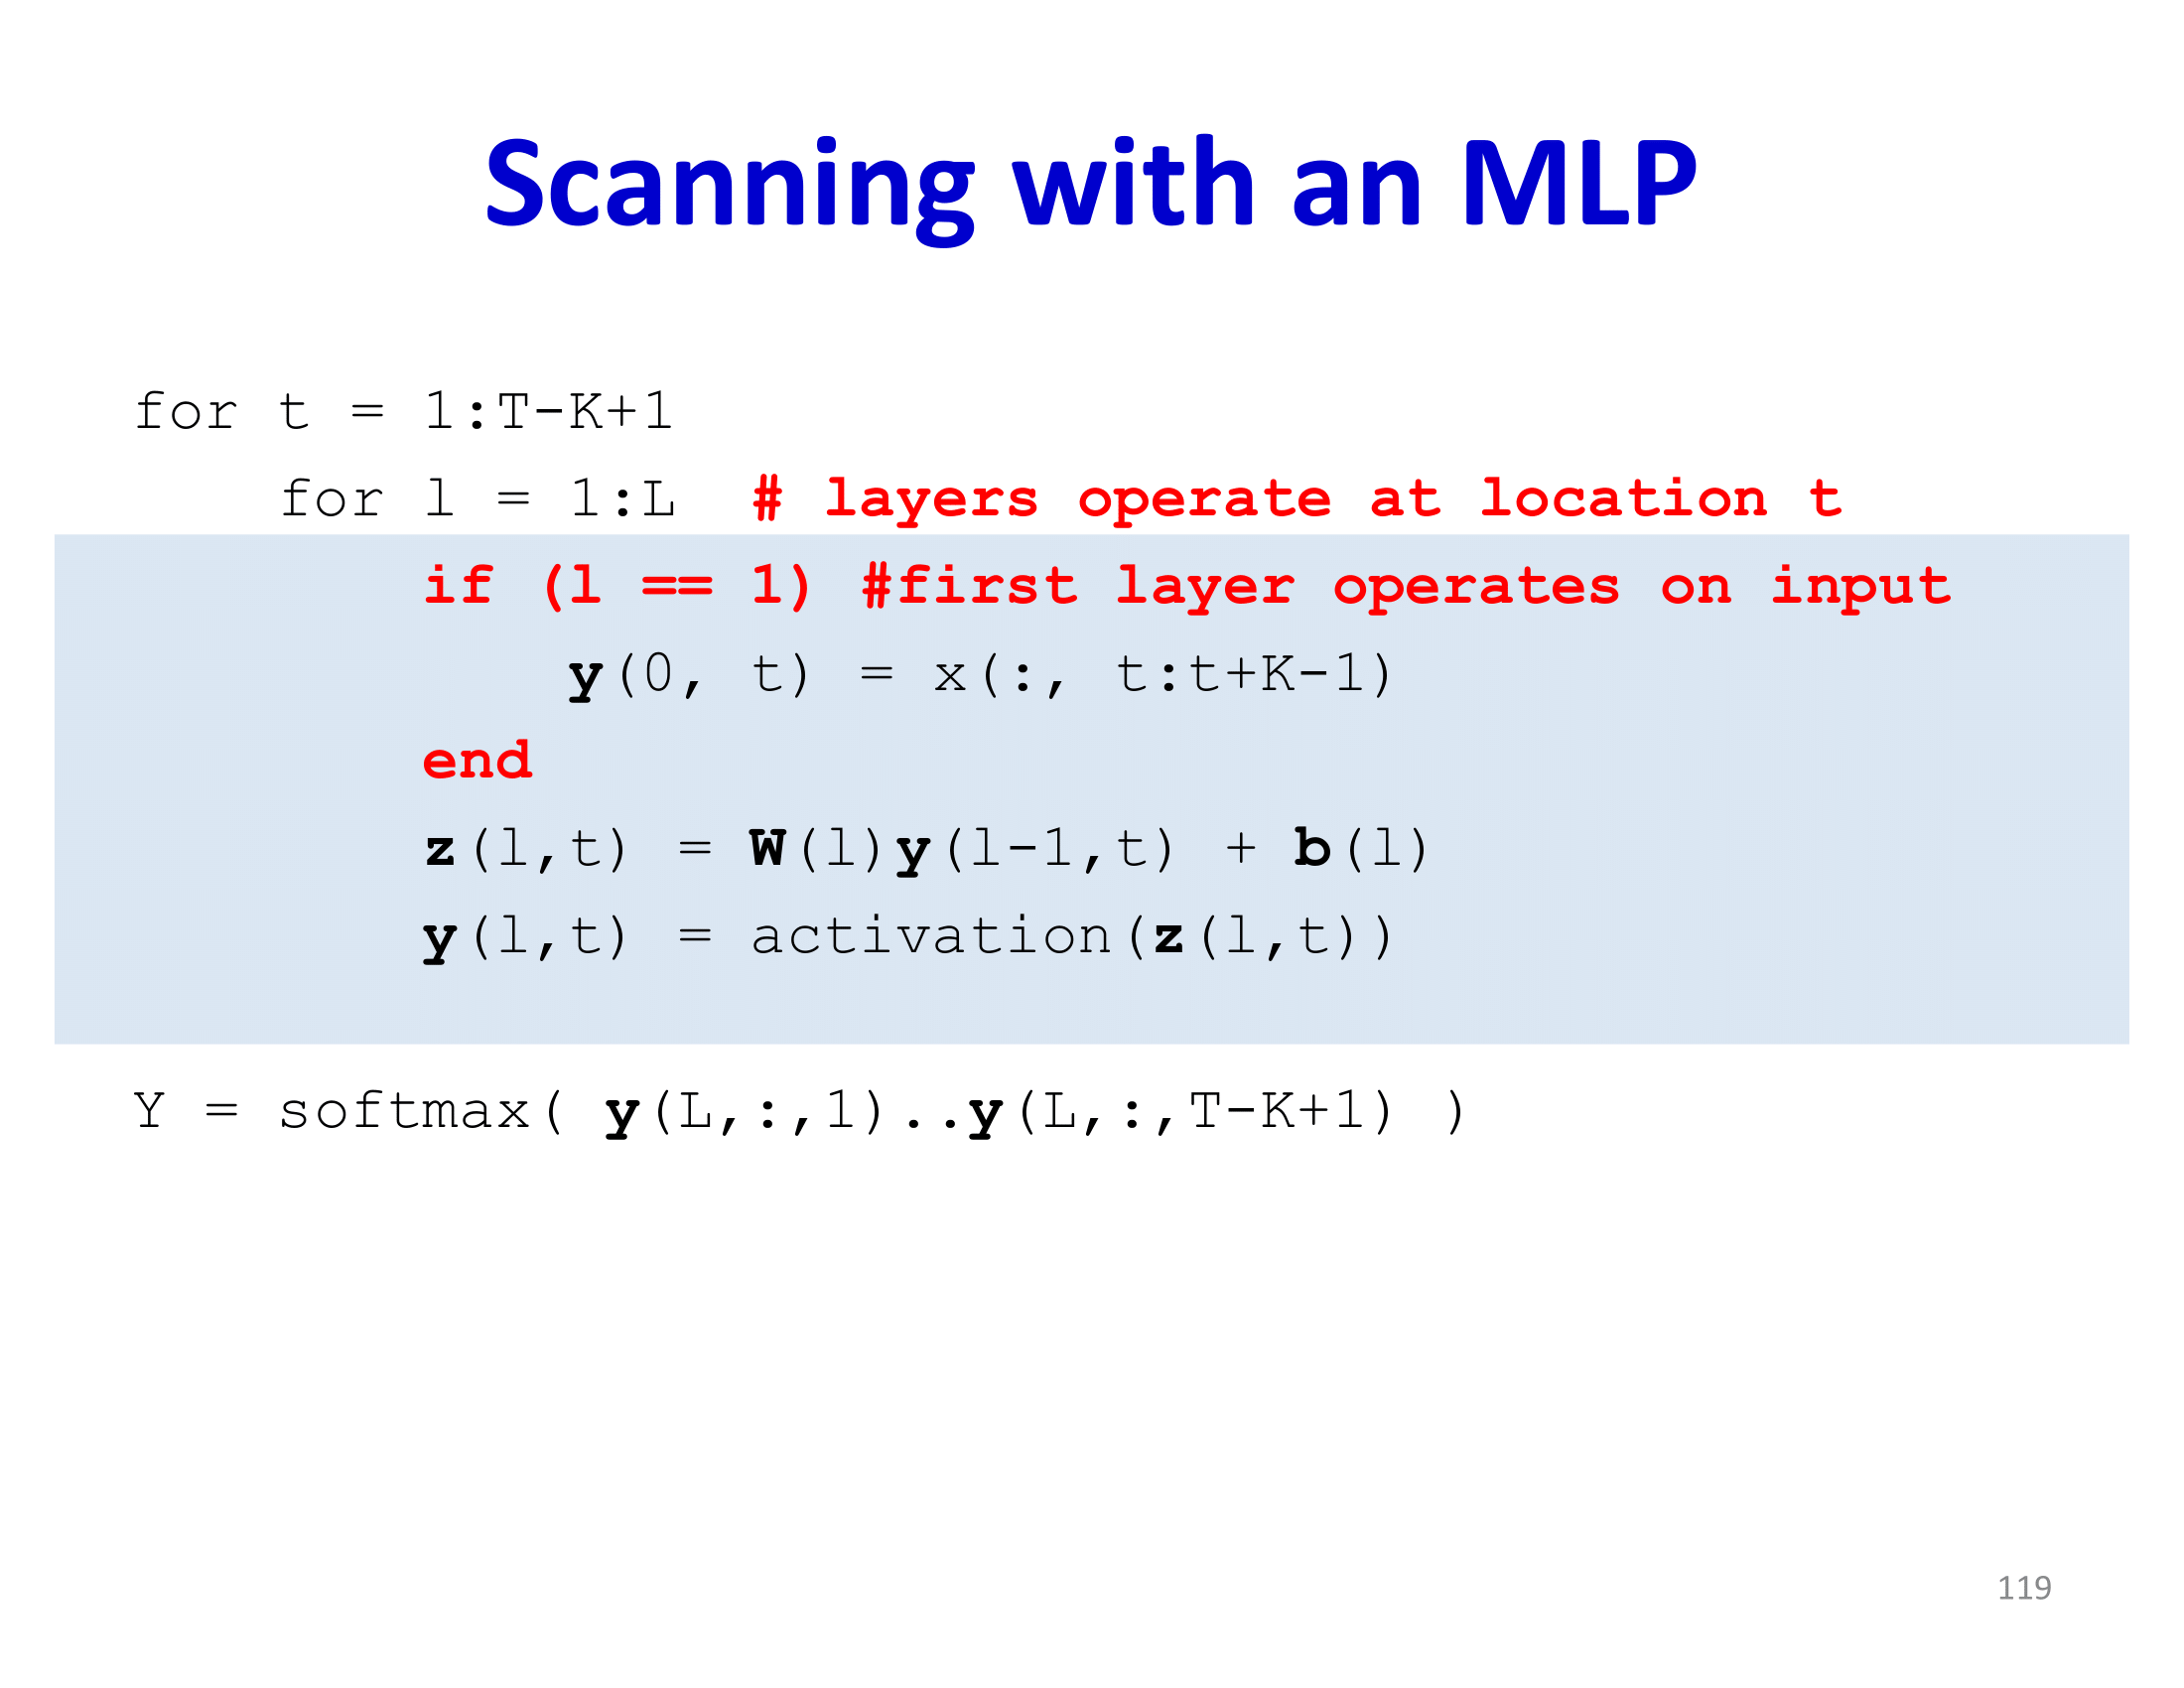 Scanning with an MLP
for t = 1:T-K+1
for l = 1:L # layers operate at location t
if (l == 1) #first layer operates on input
y(0, t) = x(:, t:t+K-1)
end
z(l,t) = W(l)y(l-1,t) + b(l)
y(l,t) = activation(z(l,t))
Y = softmax( y(L,:,1)..y(L,:,T-K+1) )
119